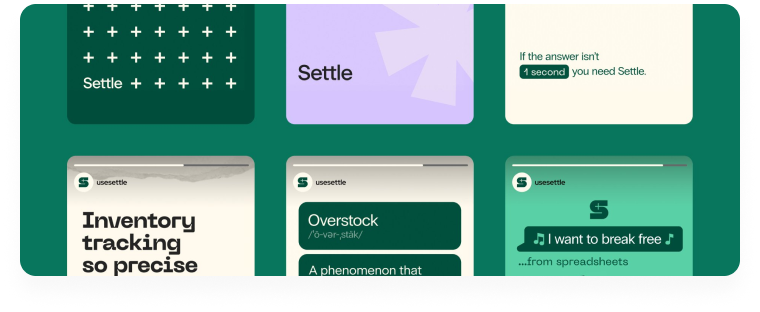 Settle
Settle
If the answer isn't
1 second you need Settle.
usesettle
Inventory
tracking
so precise
usesettle
Overstock
/'ō-vər-ˌstäk/
A phenomenon that
usesettle
I want to break free
...from spreadsheets